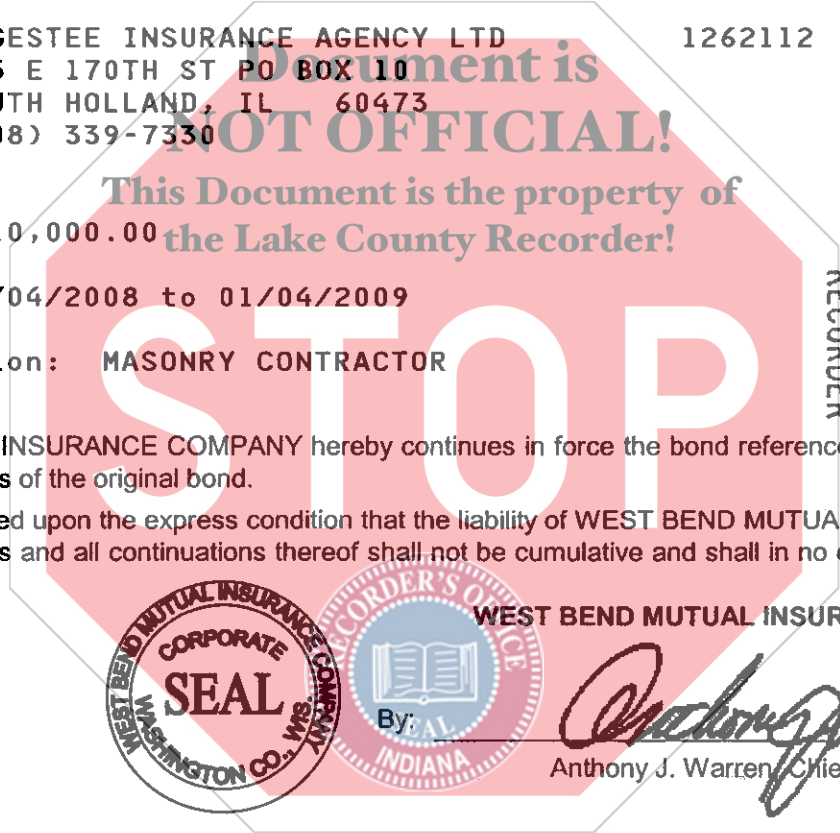 GESTEE INSURANCE AGENCY LTD 1262112
5 E 170TH ST PO BOX 10
UTH HOLLAND, IL 60473
08) 339-7330
Document is
NOT OFFICIAL!
This Document is the property of
the Lake County Recorder!
0,000.00
/04/2008 to 01/04/2009
STOP
RECORDER
on: MASONRY CONTRACTOR
INSURANCE COMPANY hereby continues in force the bond reference
s of the original bond.
ed upon the express condition that the liability of WEST BEND MUTUA
s and all continuations thereof shall not be cumulative and shall in no
WEST BEND MUTUAL INSUR
WEST BEND MUTUAL INSURANCE COMPANY
CORPORATE
SEAL
WASHINGTON CO., WIS.
RECORDER'S OFFICE
SEAL
INDIANA
By:
Anthony J. Warren, Chie